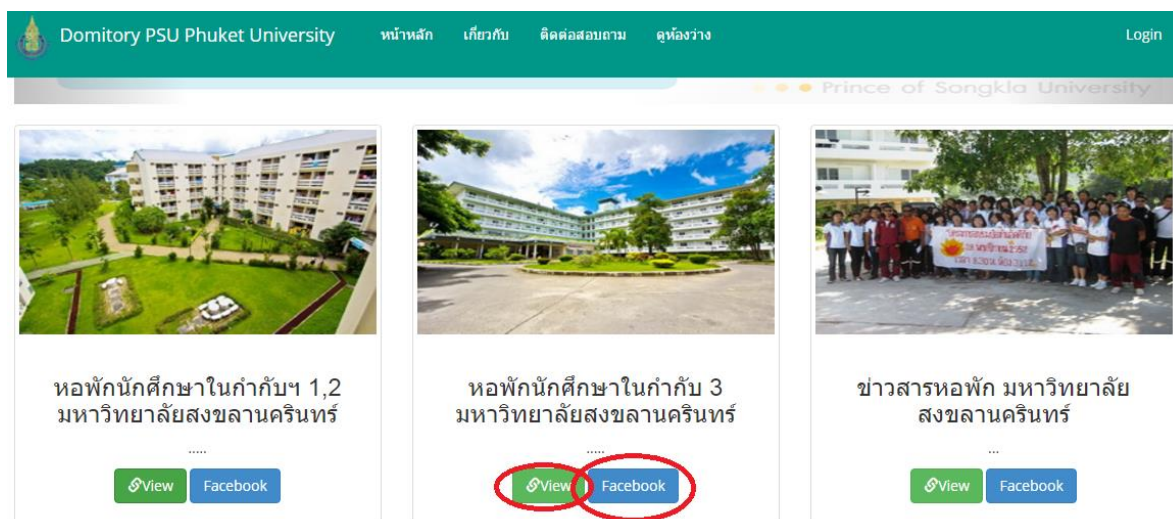 Domitory PSU Phuket University หน้าหลัก เกี่ยวกับ ติดต่อสอบถาม ดูห้องว่าง Login
Prince of Songkla University
หอพักนักศึกษาในกำกับฯ 1,2
มหาวิทยาลัยสงขลานครินทร์
.....
View Facebook
หอพักนักศึกษาในกำกับ 3
มหาวิทยาลัยสงขลานครินทร์
.....
View Facebook
ข่าวสารหอพัก มหาวิทยาลัย
สงขลานครินทร์
...
View Facebook